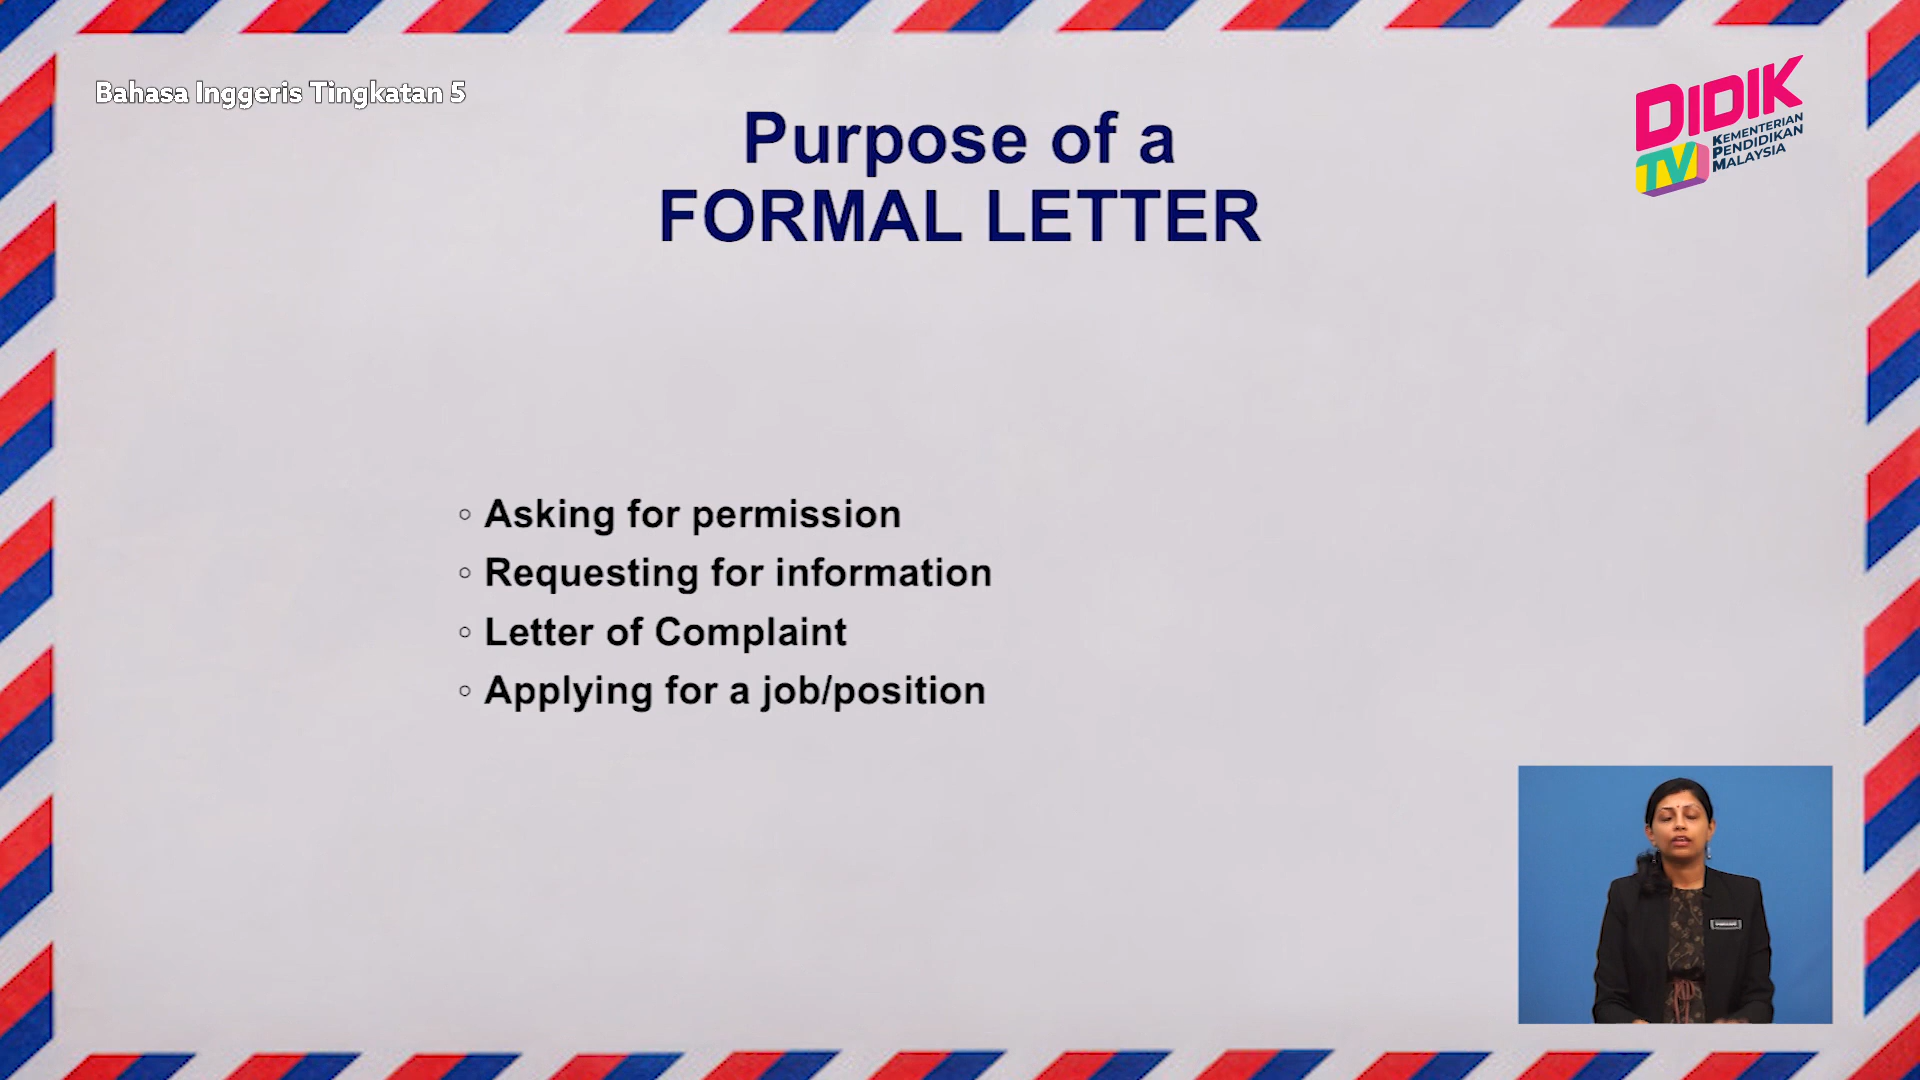 Bahasa Inggeris Tingkatan 5
Purpose of a
FORMAL LETTER
DIDIK
TV
KEMENTERIAN
PENDIDIKAN
MALAYSIA
Asking for permission
Requesting for information
Letter of Complaint
Applying for a job/position